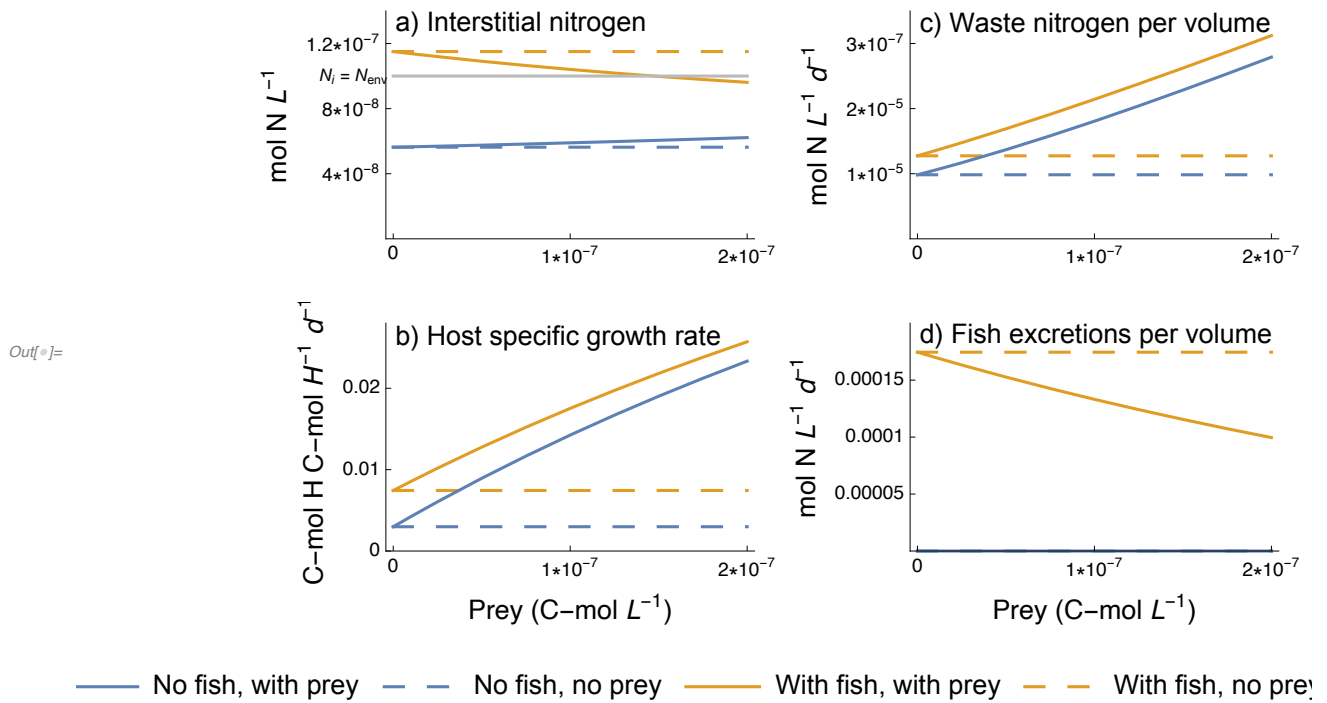 a) Interstitial nitrogen
mol N L⁻¹
1.2*10⁻⁷
Nᵢ = N_env
8*10⁻⁸
4*10⁻⁸
0
1*10⁻⁷
2*10⁻⁷
c) Waste nitrogen per volume
mol N L⁻¹ d⁻¹
3*10⁻⁷
2*10⁻⁵
1*10⁻⁵
0
1*10⁻⁷
2*10⁻⁷
Out[•]=
b) Host specific growth rate
C-mol H C-mol H⁻¹ d⁻¹
0.02
0.01
0
0
1*10⁻⁷
2*10⁻⁷
Prey (C-mol L⁻¹)
d) Fish excretions per volume
mol N L⁻¹ d⁻¹
0.00015
0.0001
0.00005
0
1*10⁻⁷
2*10⁻⁷
Prey (C-mol L⁻¹)
No fish, with prey No fish, no prey With fish, with prey With fish, no prey